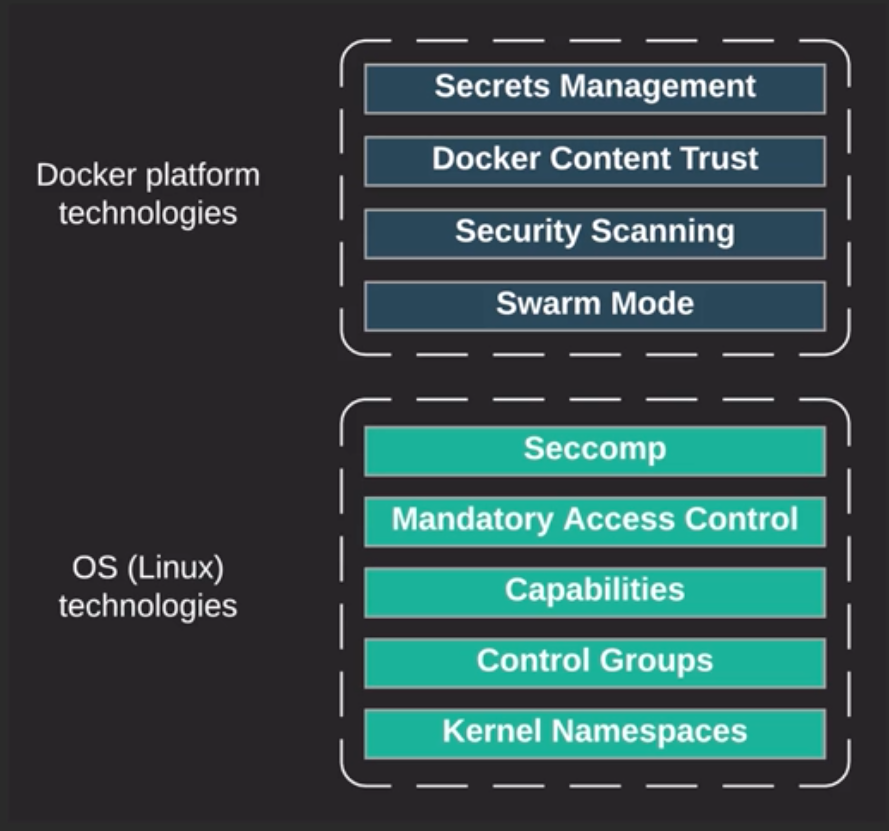 Docker platform
technologies
Secrets Management
Docker Content Trust
Security Scanning
Swarm Mode
OS (Linux)
technologies
Seccomp
Mandatory Access Control
Capabilities
Control Groups
Kernel Namespaces